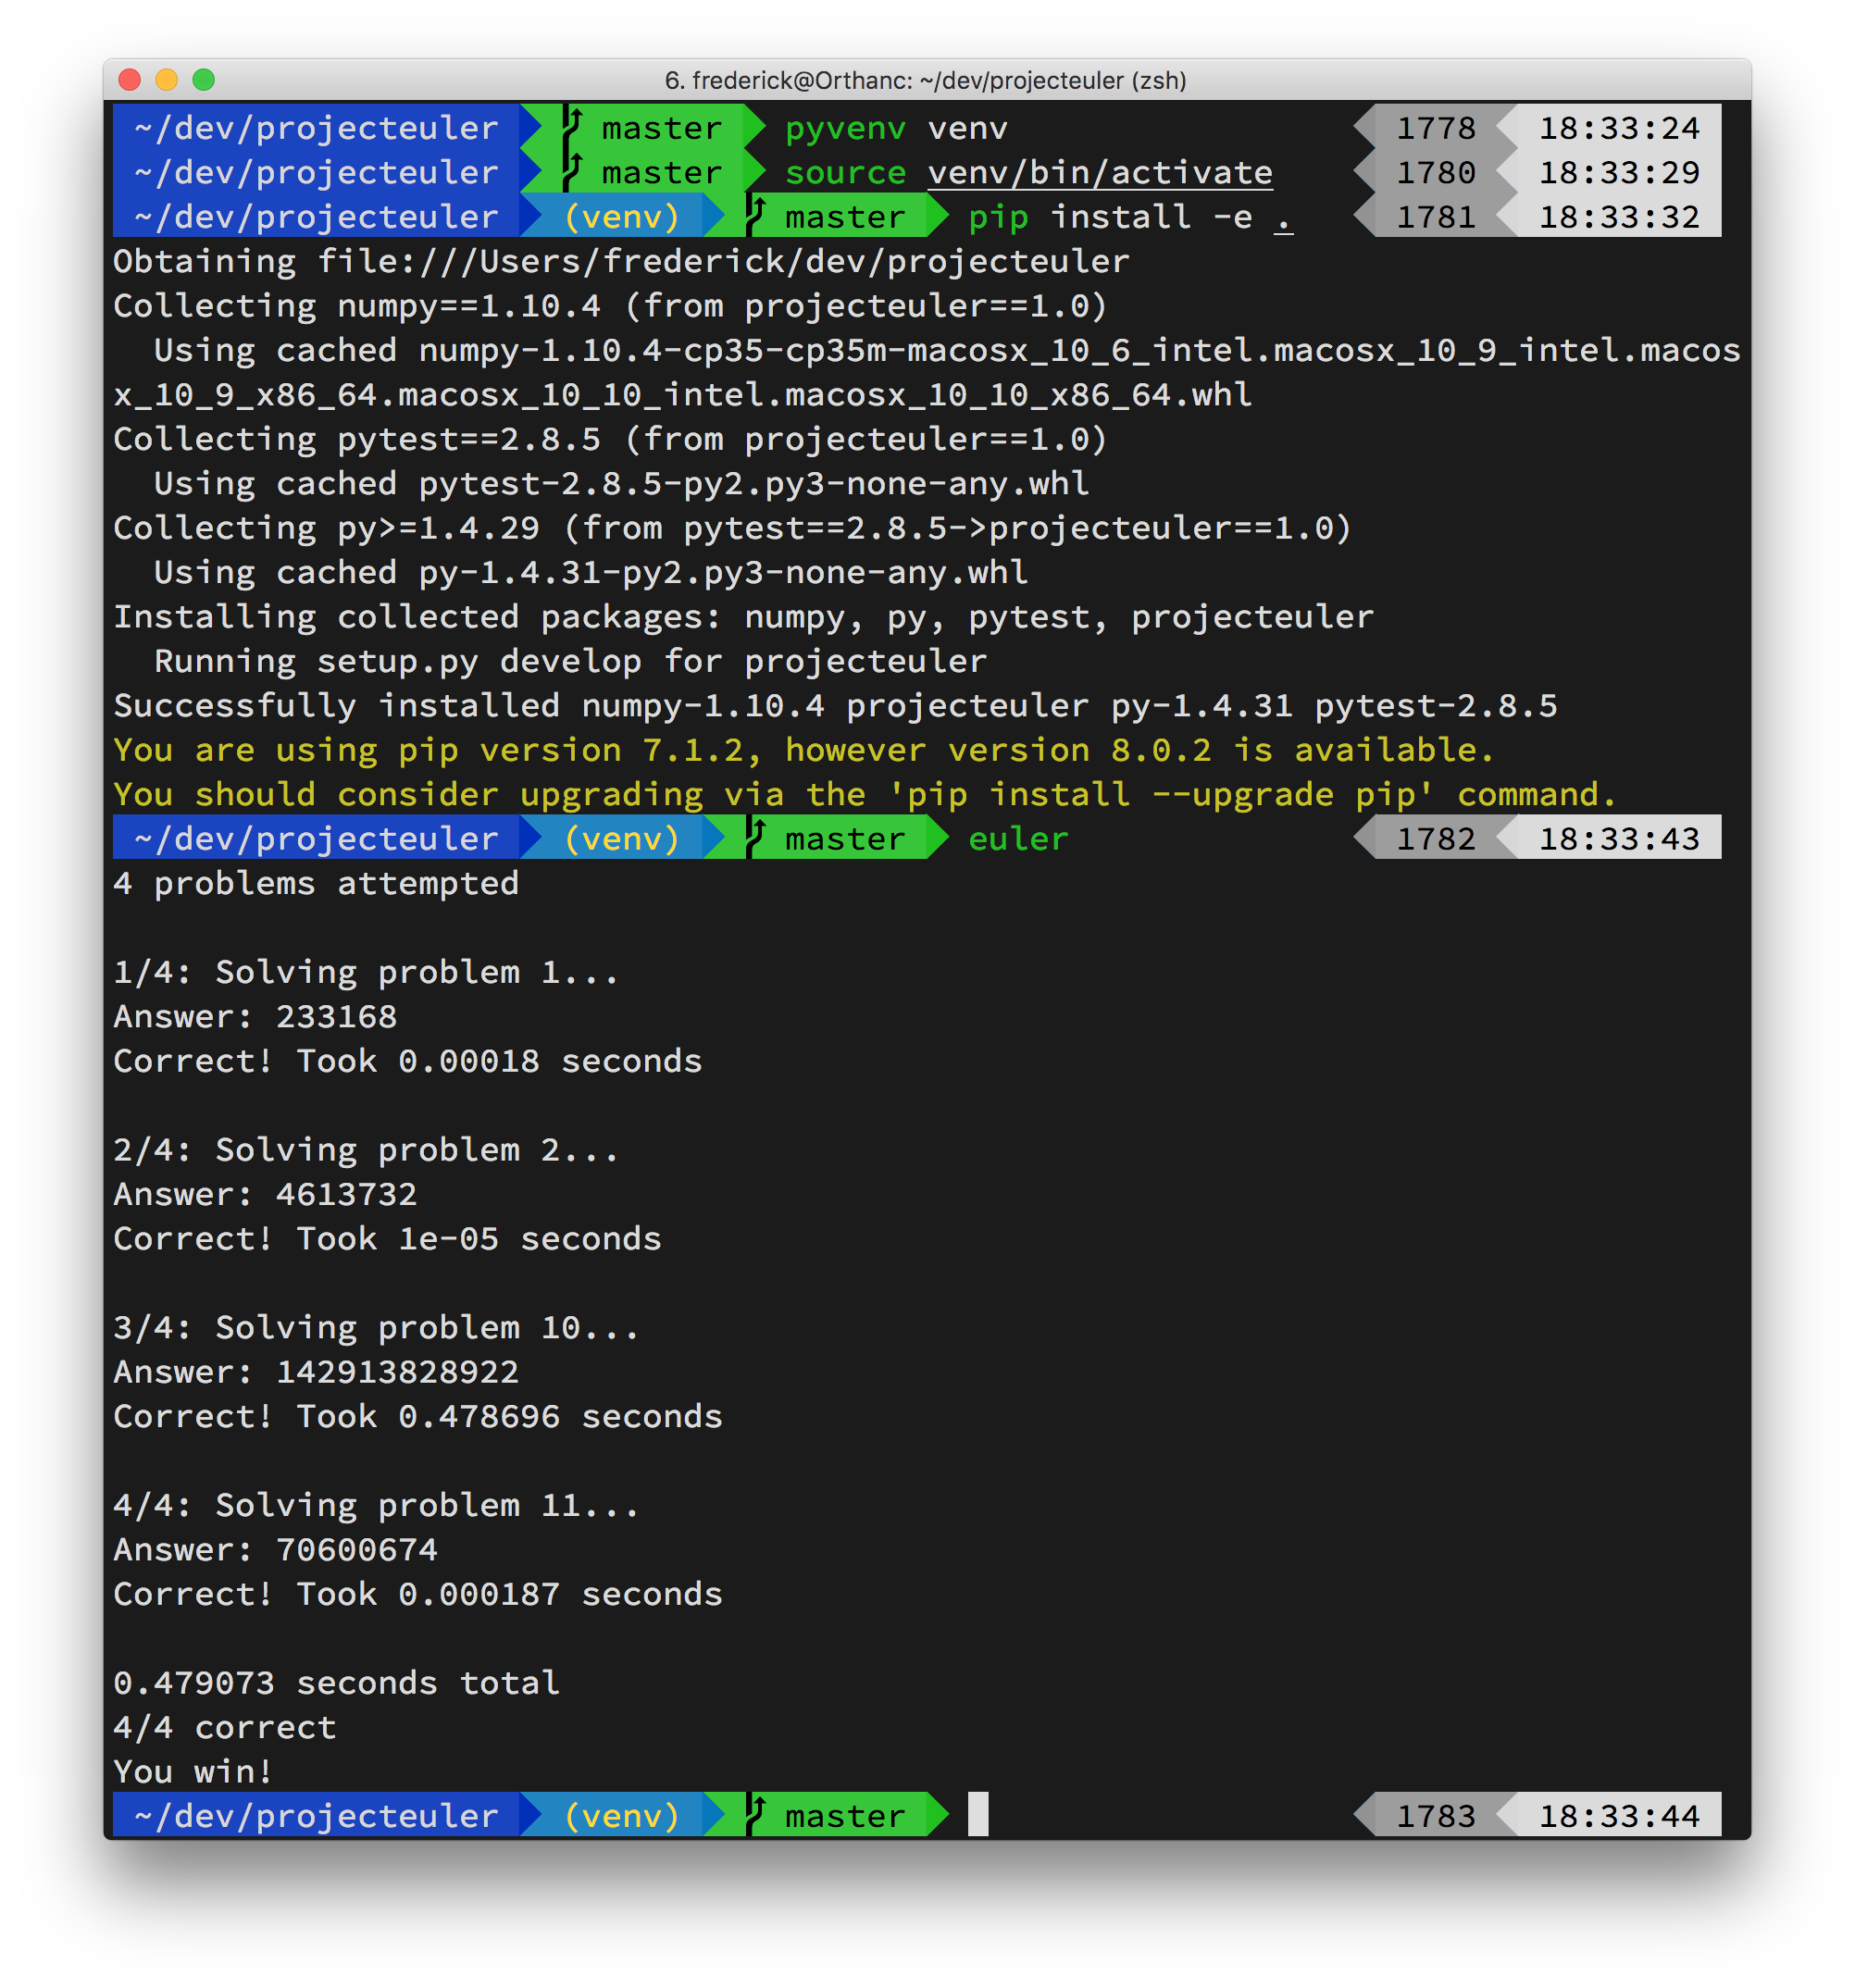 6. frederick@Orthanc: ~/dev/projecteuler (zsh)
~/dev/projecteuler master pyvenv venv 1778 18:33:24
~/dev/projecteuler master source venv/bin/activate 1780 18:33:29
~/dev/projecteuler (venv) master pip install -e . 1781 18:33:32
Obtaining file:///Users/frederick/dev/projecteuler
Collecting numpy==1.10.4 (from projecteuler==1.0)
  Using cached numpy-1.10.4-cp35-cp35m-macosx_10_6_intel.macosx_10_9_intel.macos
x_10_9_x86_64.macosx_10_10_intel.macosx_10_10_x86_64.whl
Collecting pytest==2.8.5 (from projecteuler==1.0)
  Using cached pytest-2.8.5-py2.py3-none-any.whl
Collecting py>=1.4.29 (from pytest==2.8.5->projecteuler==1.0)
  Using cached py-1.4.31-py2.py3-none-any.whl
Installing collected packages: numpy, py, pytest, projecteuler
  Running setup.py develop for projecteuler
Successfully installed numpy-1.10.4 projecteuler py-1.4.31 pytest-2.8.5
You are using pip version 7.1.2, however version 8.0.2 is available.
You should consider upgrading via the 'pip install --upgrade pip' command.
~/dev/projecteuler (venv) master euler 1782 18:33:43
4 problems attempted
1/4: Solving problem 1...
Answer: 233168
Correct! Took 0.00018 seconds
2/4: Solving problem 2...
Answer: 4613732
Correct! Took 1e-05 seconds
3/4: Solving problem 10...
Answer: 142913828922
Correct! Took 0.478696 seconds
4/4: Solving problem 11...
Answer: 70600674
Correct! Took 0.000187 seconds
0.479073 seconds total
4/4 correct
You win!
~/dev/projecteuler (venv) master 1783 18:33:44